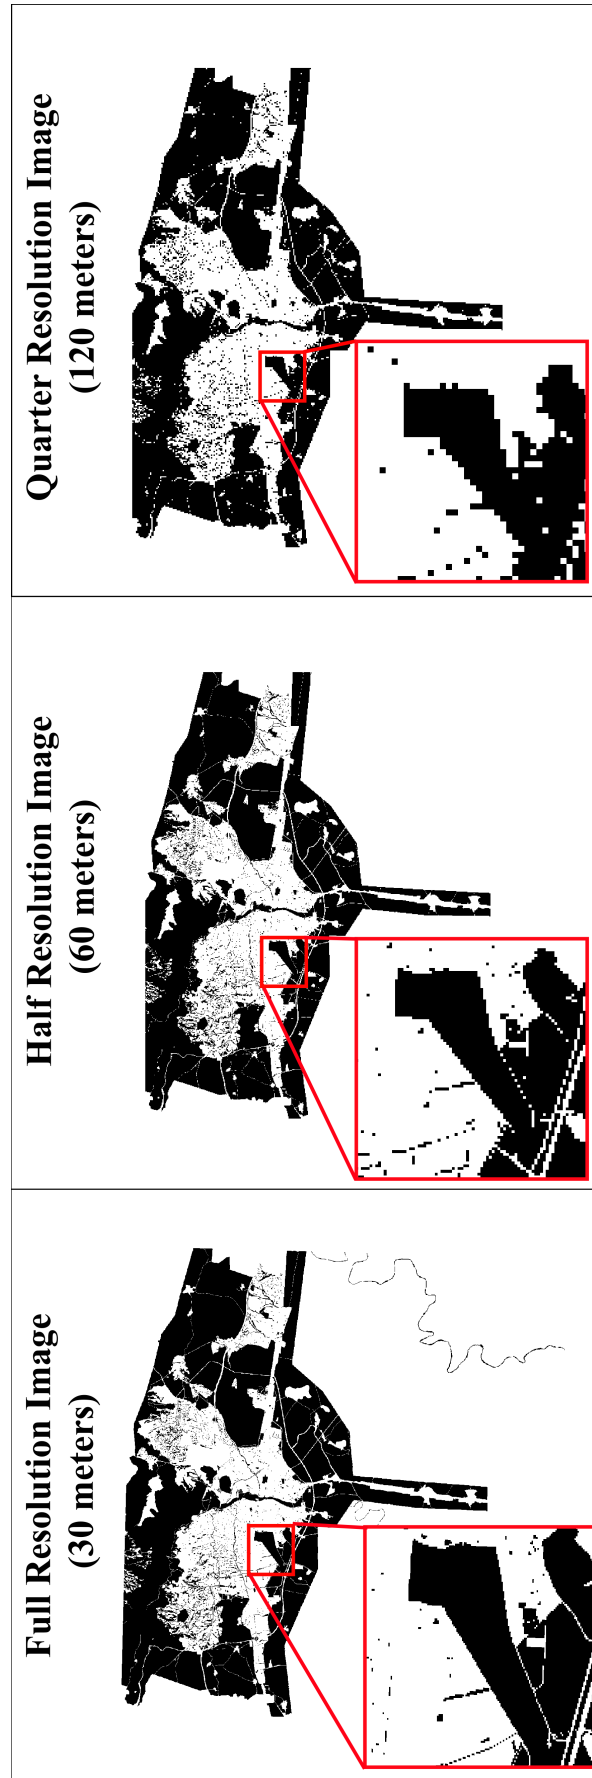 Full Resolution Image
(30 meters)
Half Resolution Image
(60 meters)
Quarter Resolution Image
(120 meters)